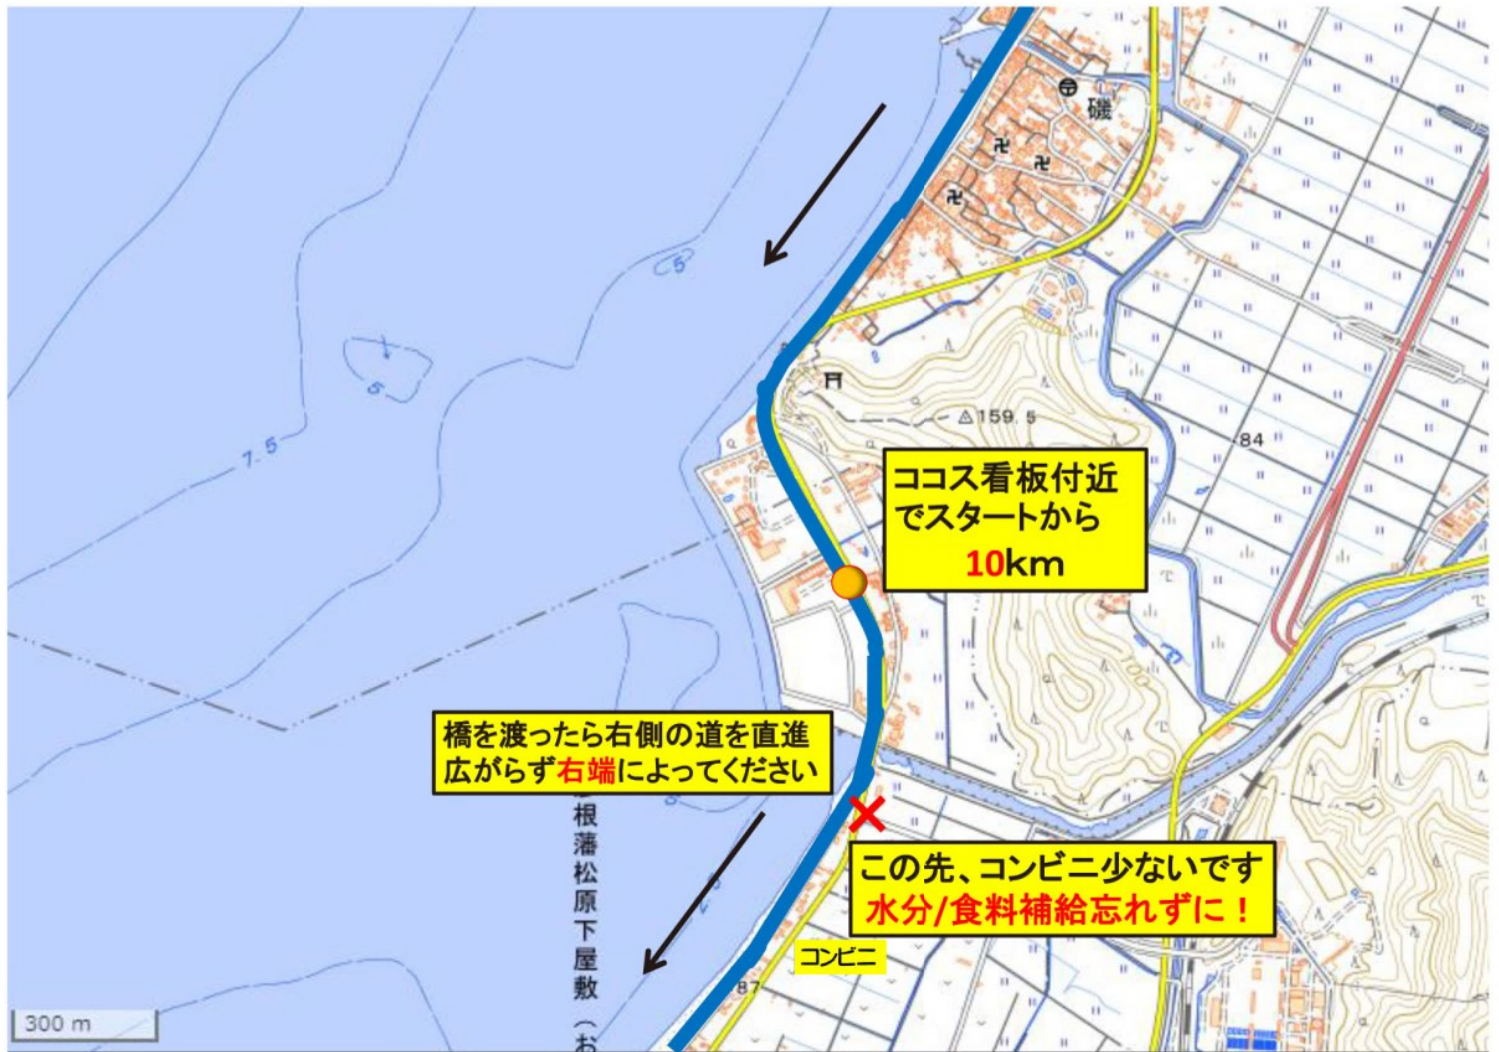 磯
5
5
7.5
159.5
84
ココス看板付近
でスタートから
10km
100
橋を渡ったら右側の道を直進
広がらず右端によってください
根藩松原下屋敷（お
この先、コンビニ少ないです
水分/食料補給忘れずに！
コンビニ
87
300 m